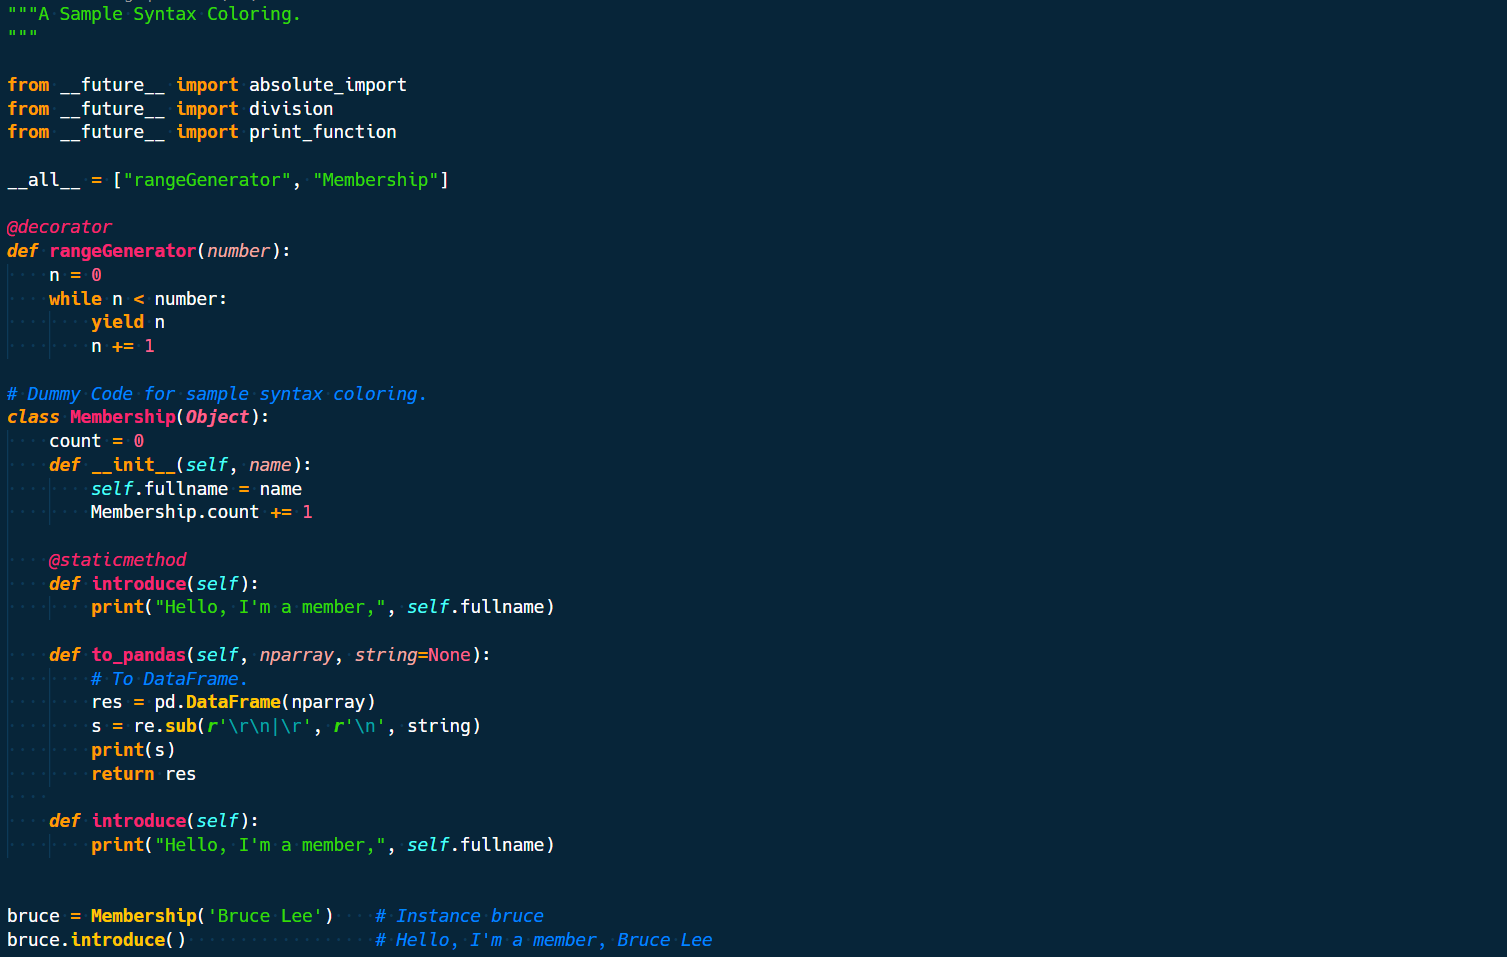 """A Sample Syntax Coloring.
"""
from __future__ import absolute_import
from __future__ import division
from __future__ import print_function
__all__ = ["rangeGenerator", "Membership"]
@decorator
def rangeGenerator(number):
    n = 0
    while n < number:
        yield n
        n += 1
# Dummy Code for sample syntax coloring.
class Membership(Object):
    count = 0
    def __init__(self, name):
        self.fullname = name
        Membership.count += 1
    @staticmethod
    def introduce(self):
        print("Hello, I'm a member,", self.fullname)
    def to_pandas(self, nparray, string=None):
        # To DataFrame.
        res = pd.DataFrame(nparray)
        s = re.sub(r'\r\n|\r', r'\n', string)
        print(s)
        return res
    def introduce(self):
        print("Hello, I'm a member,", self.fullname)
bruce = Membership('Bruce Lee')    # Instance bruce
bruce.introduce()                  # Hello, I'm a member, Bruce Lee